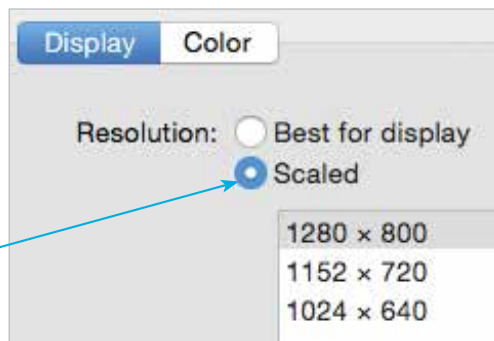 Display Color
Resolution: Best for display
Scaled
1280 × 800
1152 × 720
1024 × 640